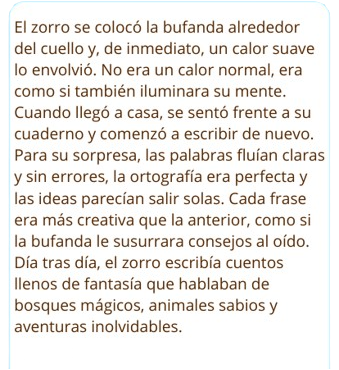 El zorro se colocó la bufanda alrededor
del cuello y, de inmediato, un calor suave
lo envolvió. No era un calor normal, era
como si también iluminara su mente.
Cuando llegó a casa, se sentó frente a su
cuaderno y comenzó a escribir de nuevo.
Para su sorpresa, las palabras fluían claras
y sin errores, la ortografía era perfecta y
las ideas parecían salir solas. Cada frase
era más creativa que la anterior, como si
la bufanda le susurrara consejos al oído.
Día tras día, el zorro escribía cuentos
llenos de fantasía que hablaban de
bosques mágicos, animales sabios y
aventuras inolvidables.